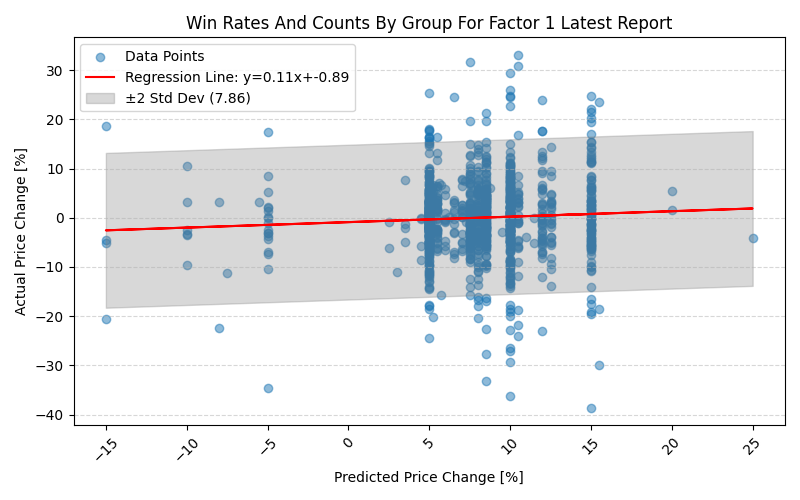 Win Rates And Counts By Group For Factor 1 Latest Report
Data Points
Regression Line: y=0.11x+-0.89
±2 Std Dev (7.86)
Actual Price Change [%]
30
20
10
0
−10
−20
−30
−40
−15
−10
−5
0
5
10
15
20
25
Predicted Price Change [%]